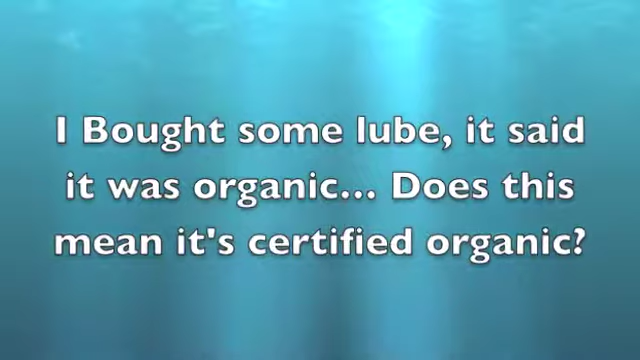 I Bought some lube, it said
it was organic... Does this
mean it's certified organic?